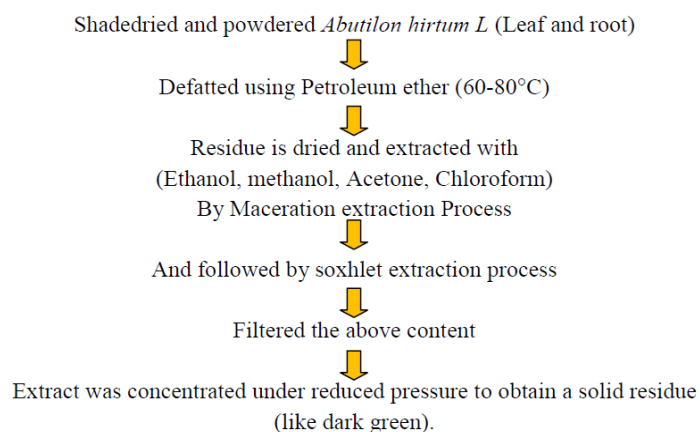 Shadedried and powdered Abutilon hirtum L (Leaf and root)
Defatted using Petroleum ether (60-80°C)
Residue is dried and extracted with
(Ethanol, methanol, Acetone, Chloroform)
By Maceration extraction Process
And followed by soxhlet extraction process
Filtered the above content
Extract was concentrated under reduced pressure to obtain a solid residue
(like dark green).